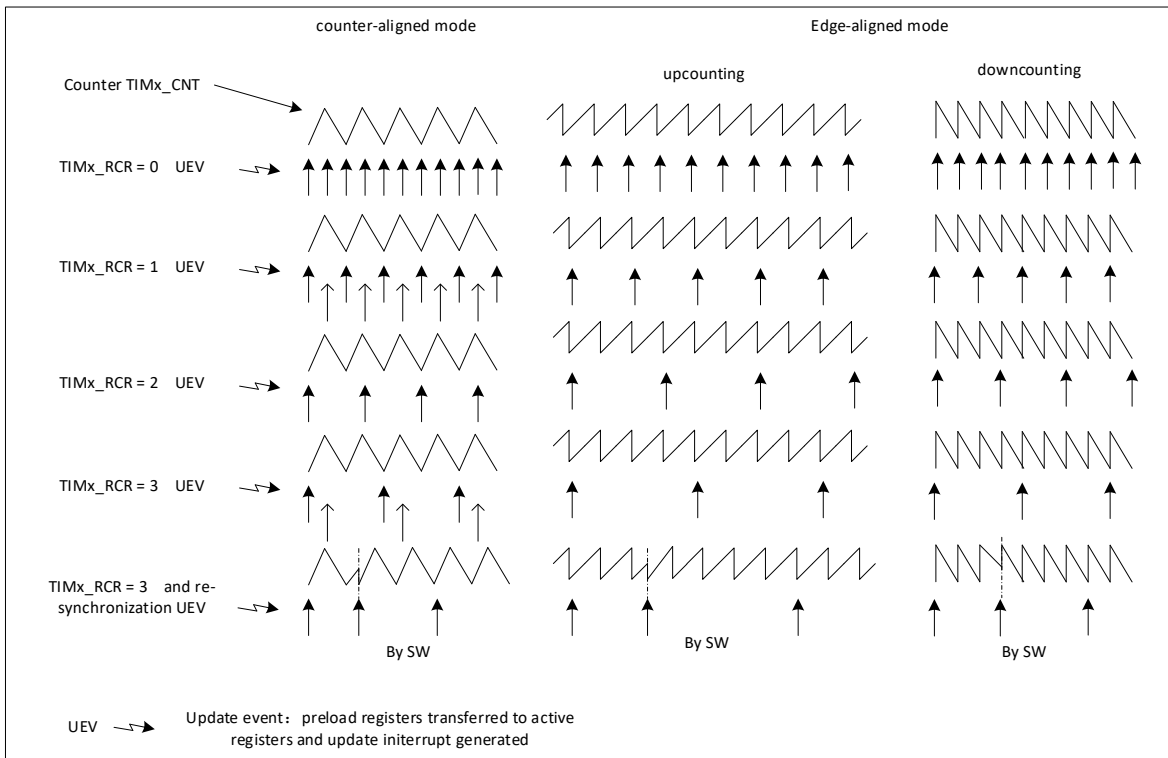 counter-aligned mode
Edge-aligned mode
upcounting
downcounting
Counter TIMx_CNT
TIMx_RCR = 0 UEV
TIMx_RCR = 1 UEV
TIMx_RCR = 2 UEV
TIMx_RCR = 3 UEV
TIMx_RCR = 3 and re-
synchronization UEV
By SW
By SW
By SW
UEV
Update event：preload registers transferred to active
registers and update initerrupt generated